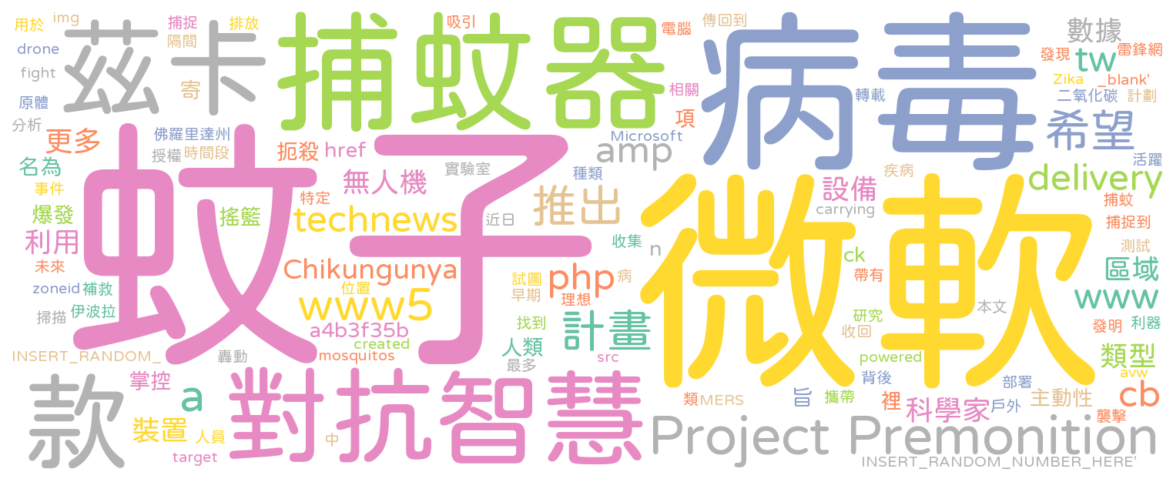 用於 img 捕捉 排放 吸引 電腦 傳回到 數據 雷鋒網
drone 隔間 發現 tw
fight 茲卡 捕蚊器 病毒 Zika _blank'
原體 寄 相關 轉載 二氧化碳 計劃
分析 項 希望
更多 佛羅里達州 扼殺 href Microsoft amp 活躍
名為 授權 時間段 實驗室 種類 疾病 delivery
事件 無人機 設備
爆發 搖籃 特定 推出 carrying 捕蚊
利用 蚊子 technews 近日 微軟 捕捉到
未來 收集 n ck 測試
zoneid 補救 Chikungunya 試圖 php 病 帶有 區域
掃描 伊波拉 位置 www5 早期 理想 本文 www
a4b3f35b 找到 計畫 研究 發明 利器
created 人類 收回
INSERT_RANDOM_ 轟動 mosquitos 最多 src powered 類型
掌控 背後 部署 avw
款 a 對抗智慧 類 MERS 旨 攜帶 裡 主動性 cb
裝置 人員 中 科學家 戶外 襲擊
target Project Premonition
INSERT_RANDOM_NUMBER_HERE'